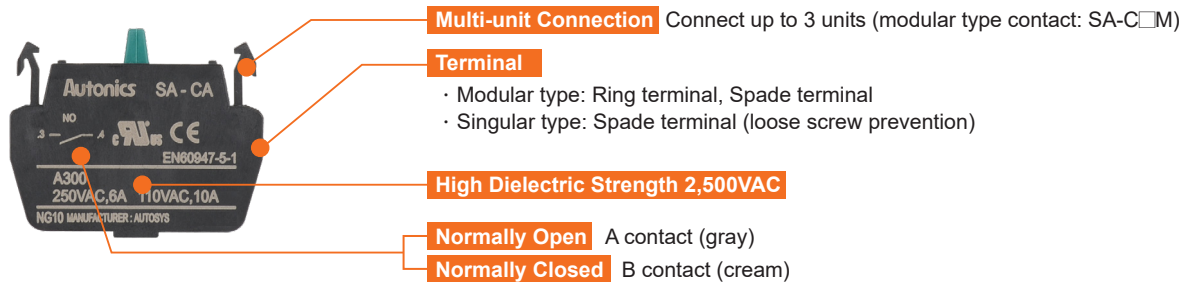 Multi-unit Connection Connect up to 3 units (modular type contact: SA-C□M)
Terminal
· Modular type: Ring terminal, Spade terminal
· Singular type: Spade terminal (loose screw prevention)
High Dielectric Strength 2,500VAC
Normally Open A contact (gray)
Normally Closed B contact (cream)
Autonics SA - CA
NO
.3 .4 c RU us CE
EN60947-5-1
A300
250VAC,6A 110VAC,10A
NG10 MANUFACTURER : AUTOSYS